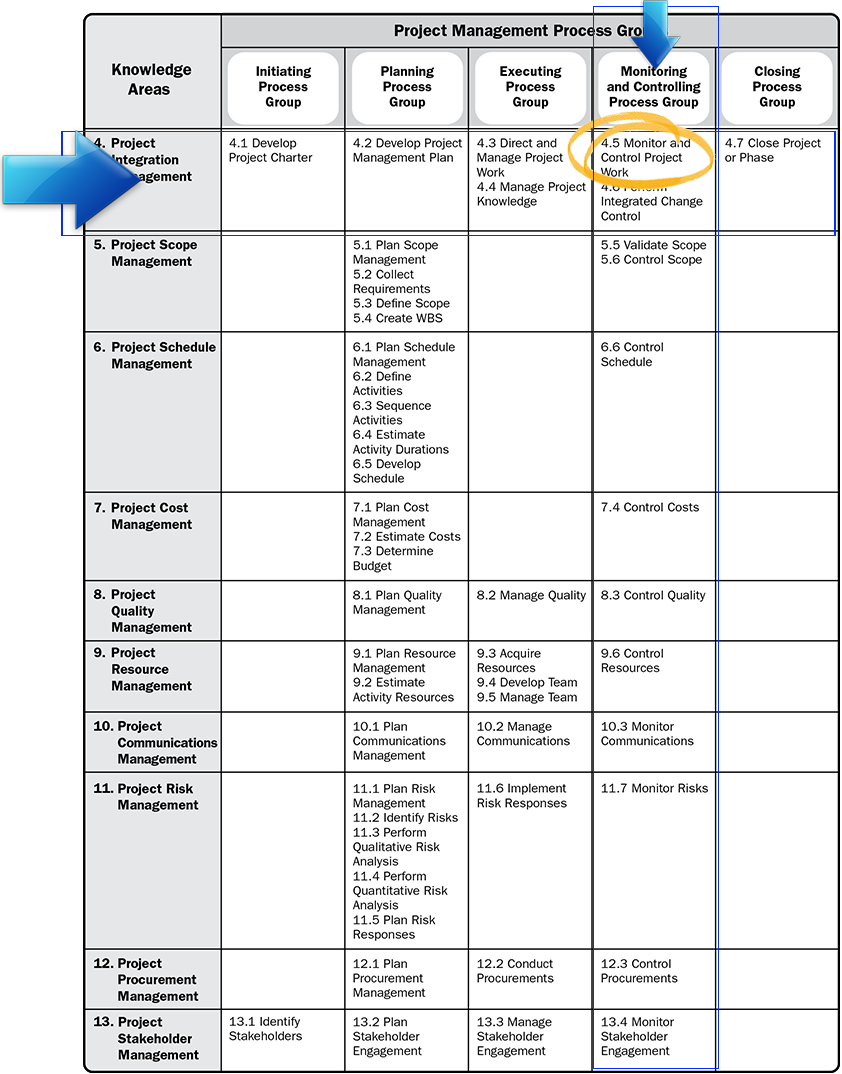 Project Management Process Gro
Knowledge
Areas
Initiating
Process
Group
Planning
Process
Group
Executing
Process
Group
Monitoring
and Controlling
Process Group
Closing
Process
Group
4. Project
Integration
agement
4.1 Develop
Project Charter
4.2 Develop Project
Management Plan
4.3 Direct and
Manage Project
Work
4.4 Manage Project
Knowledge
4.5 Monitor and
Control Project
Work
4.6 Perform
Integrated Change
Control
4.7 Close Project
or Phase
5. Project Scope
Management
5.1 Plan Scope
Management
5.2 Collect
Requirements
5.3 Define Scope
5.4 Create WBS
5.5 Validate Scope
5.6 Control Scope
6. Project Schedule
Management
6.1 Plan Schedule
Management
6.2 Define
Activities
6.3 Sequence
Activities
6.4 Estimate
Activity Durations
6.5 Develop
Schedule
6.6 Control
Schedule
7. Project Cost
Management
7.1 Plan Cost
Management
7.2 Estimate Costs
7.3 Determine
Budget
7.4 Control Costs
8. Project
Quality
Management
8.1 Plan Quality
Management
8.2 Manage Quality
8.3 Control Quality
9. Project
Resource
Management
9.1 Plan Resource
Management
9.2 Estimate
Activity Resources
9.3 Acquire
Resources
9.4 Develop Team
9.5 Manage Team
9.6 Control
Resources
10. Project
Communications
Management
10.1 Plan
Communications
Management
10.2 Manage
Communications
10.3 Monitor
Communications
11. Project Risk
Management
11.1 Plan Risk
Management
11.2 Identify Risks
11.3 Perform
Qualitative Risk
Analysis
11.4 Perform
Quantitative Risk
Analysis
11.5 Plan Risk
Responses
11.6 Implement
Risk Responses
11.7 Monitor Risks
12. Project
Procurement
Management
12.1 Plan
Procurement
Management
12.2 Conduct
Procurements
12.3 Control
Procurements
13. Project
Stakeholder
Management
13.1 Identify
Stakeholders
13.2 Plan
Stakeholder
Engagement
13.3 Manage
Stakeholder
Engagement
13.4 Monitor
Stakeholder
Engagement